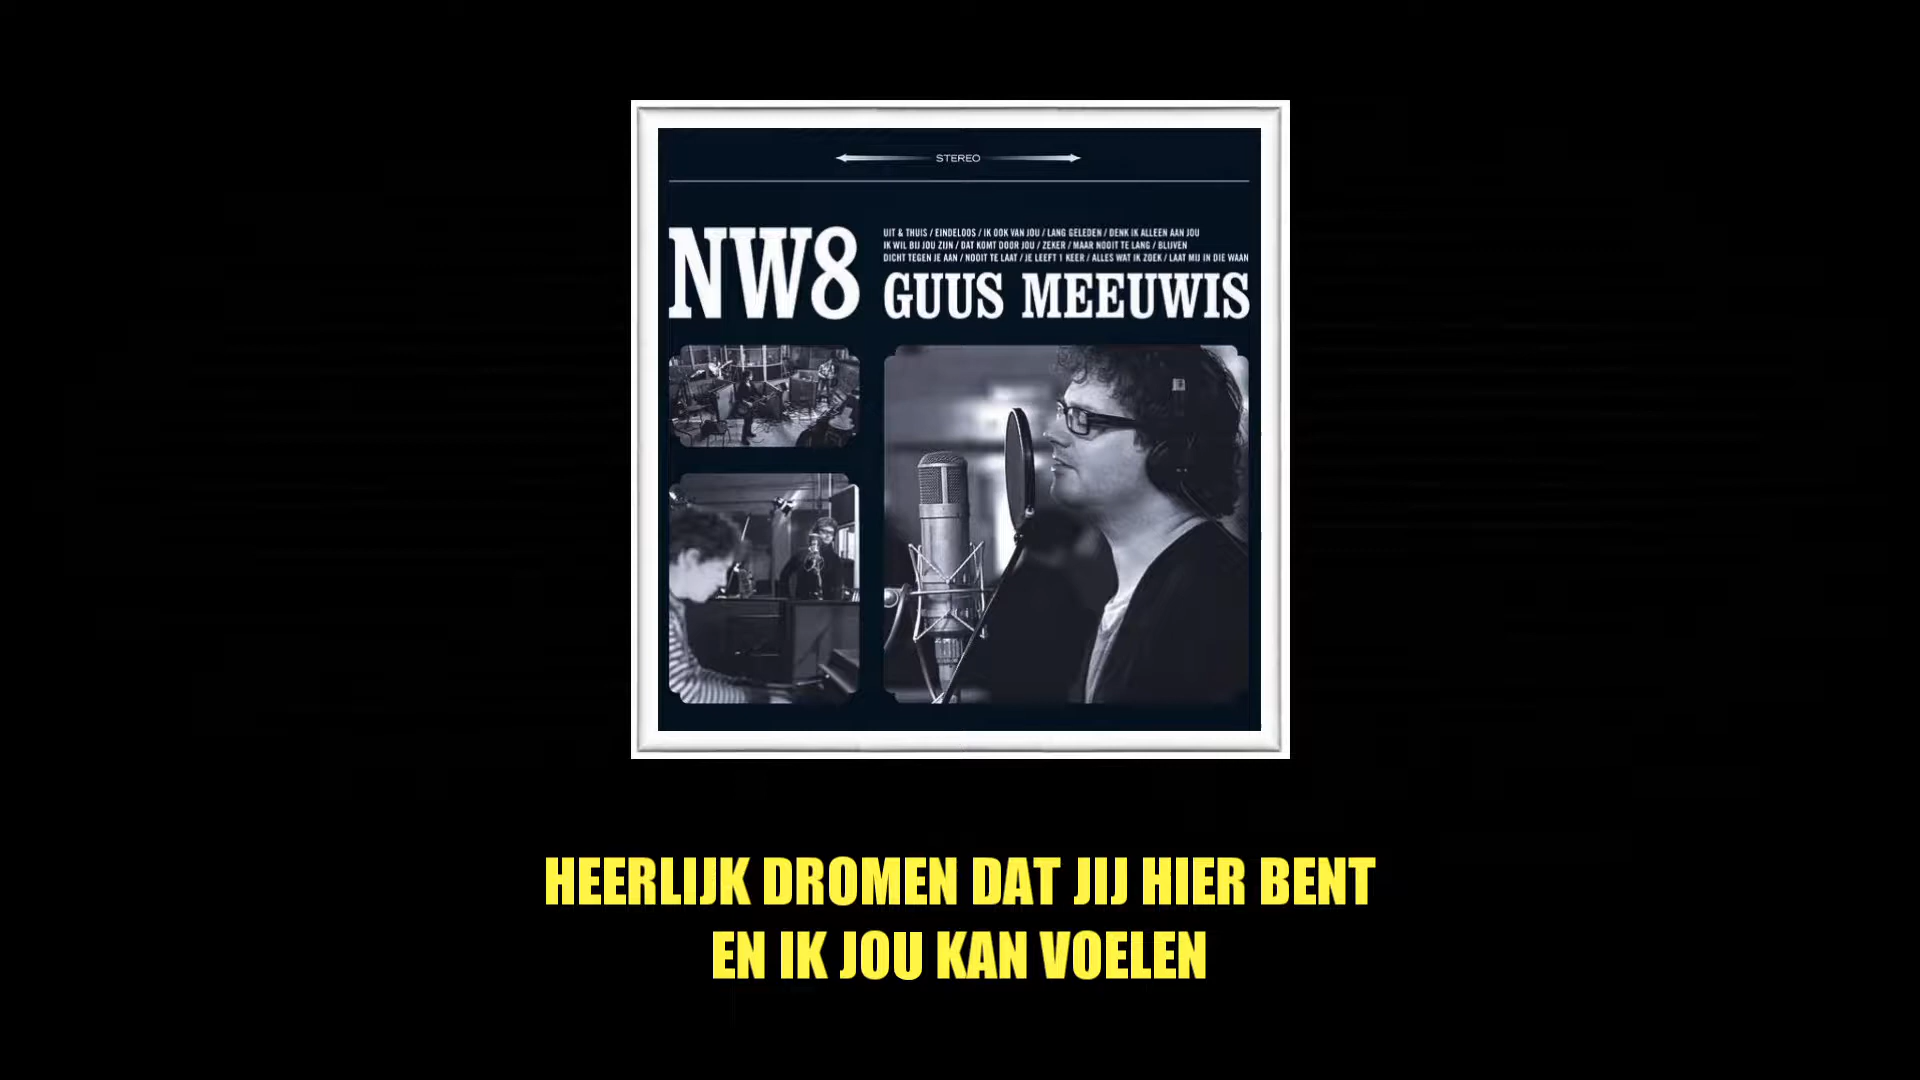 STEREO
NW8
UIT & THUIS / EINDELOOS / IK OOK VAN JOU / LANG GELEDEN / DENK IK ALLEEN AAN JOU
IK WIL BIJ JOU ZIJN / DAT KOMT DOOR JOU / ZEKER / MAAR NOOIT TE LANG / BLIJVEN
DICHT TEGEN JE AAN / NOOIT TE LAAT / JE LEEFT 1 KEER / ALLES WAT IK ZOEK / LAAT MIJ IN DIE WAAN
GUUS MEEUWIS
HEERLIJK DROMEN DAT JIJ HIER BENT
EN IK JOU KAN VOELEN